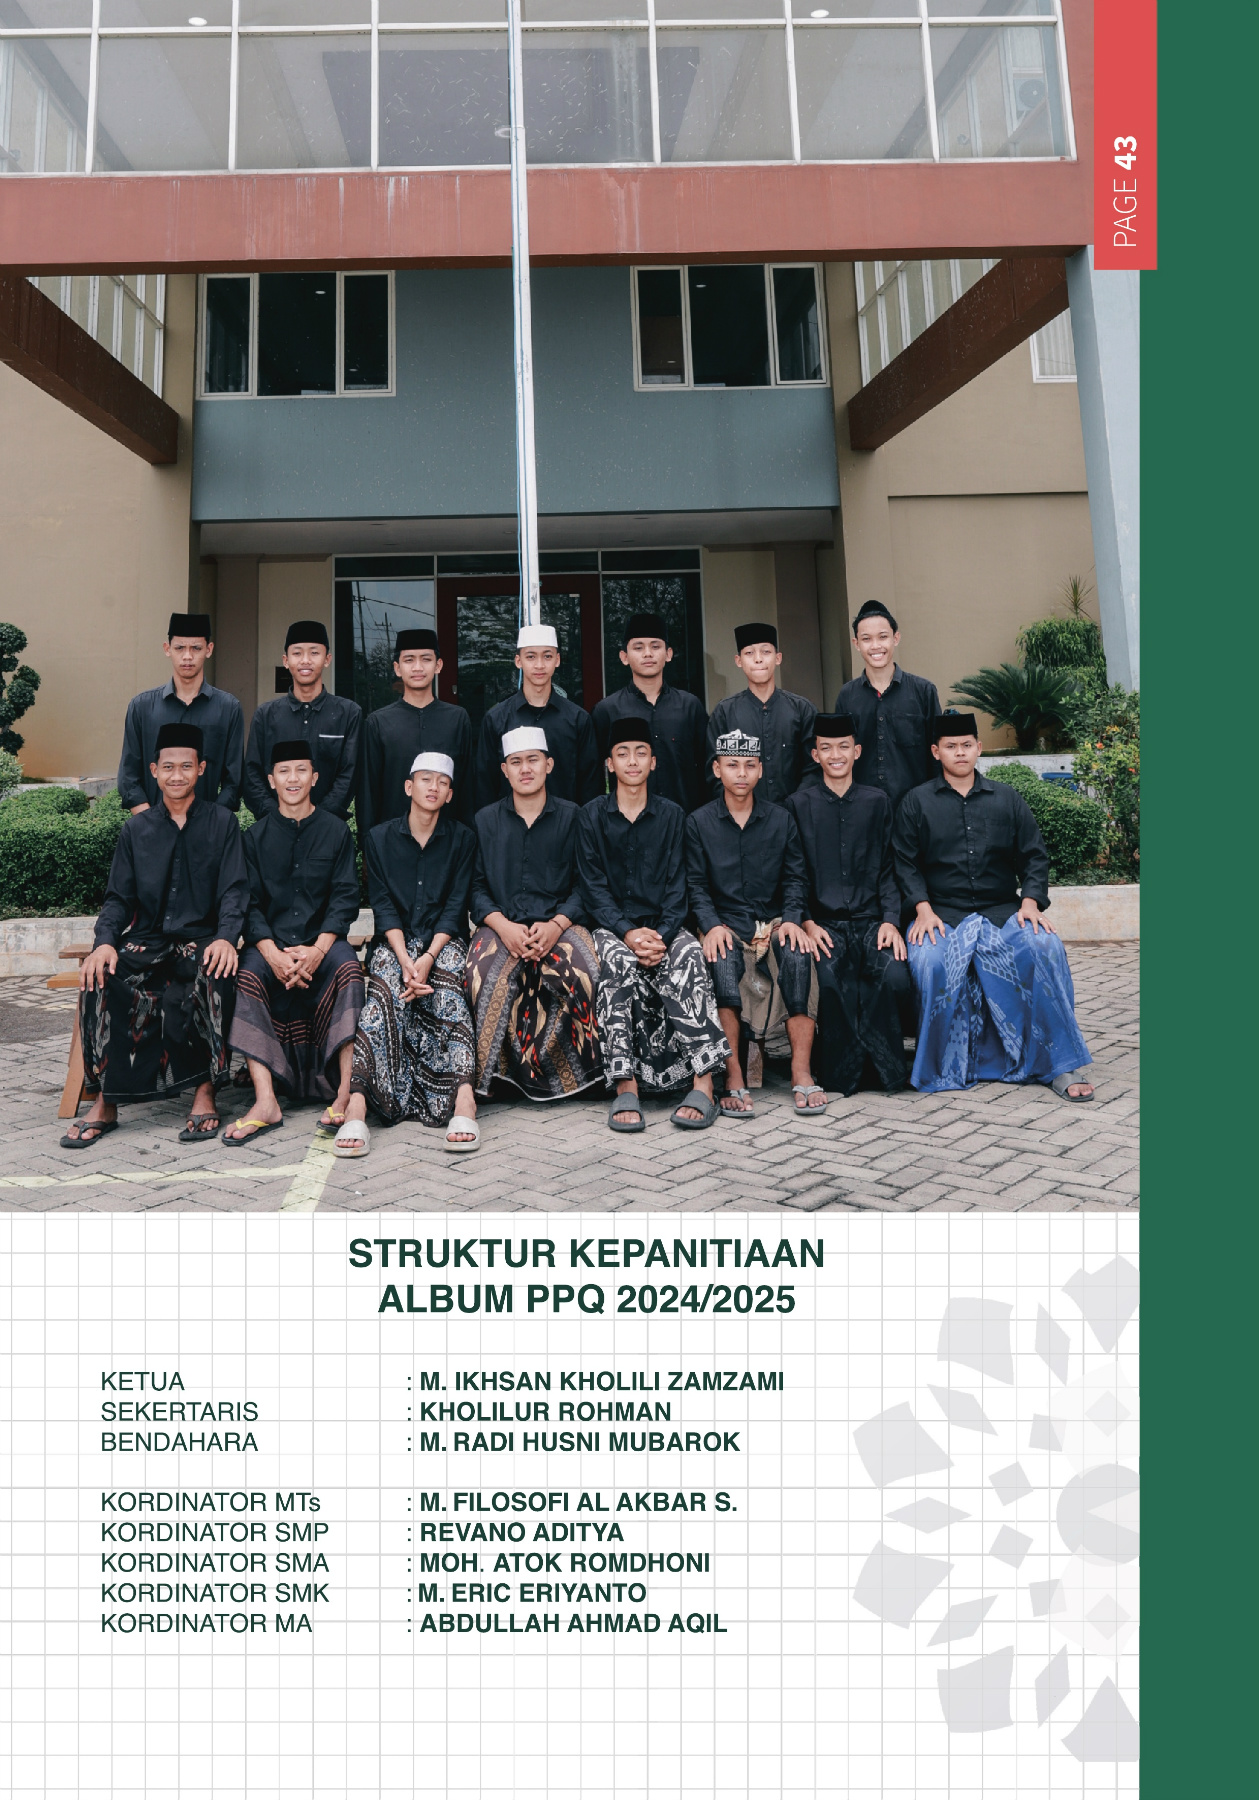 PAGE 43
STRUKTUR KEPANITIAAN
ALBUM PPQ 2024/2025
KETUA : M. IKHSAN KHOLILI ZAMZAMI
SEKERTARIS : KHOLILUR ROHMAN
BENDAHARA : M. RADI HUSNI MUBAROK
KORDINATOR MTs : M. FILOSOFI AL AKBAR S.
KORDINATOR SMP : REVANO ADITYA
KORDINATOR SMA : MOH. ATOK ROMDHONI
KORDINATOR SMK : M. ERIC ERIYANTO
KORDINATOR MA : ABDULLAH AHMAD AQIL